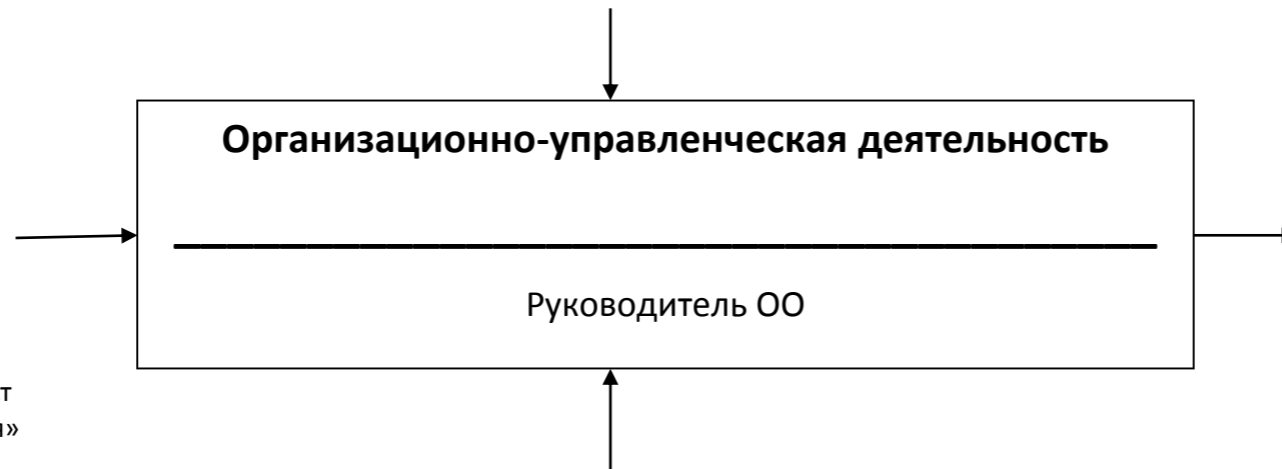 Организационно-управленческая деятельность
Руководитель ОО